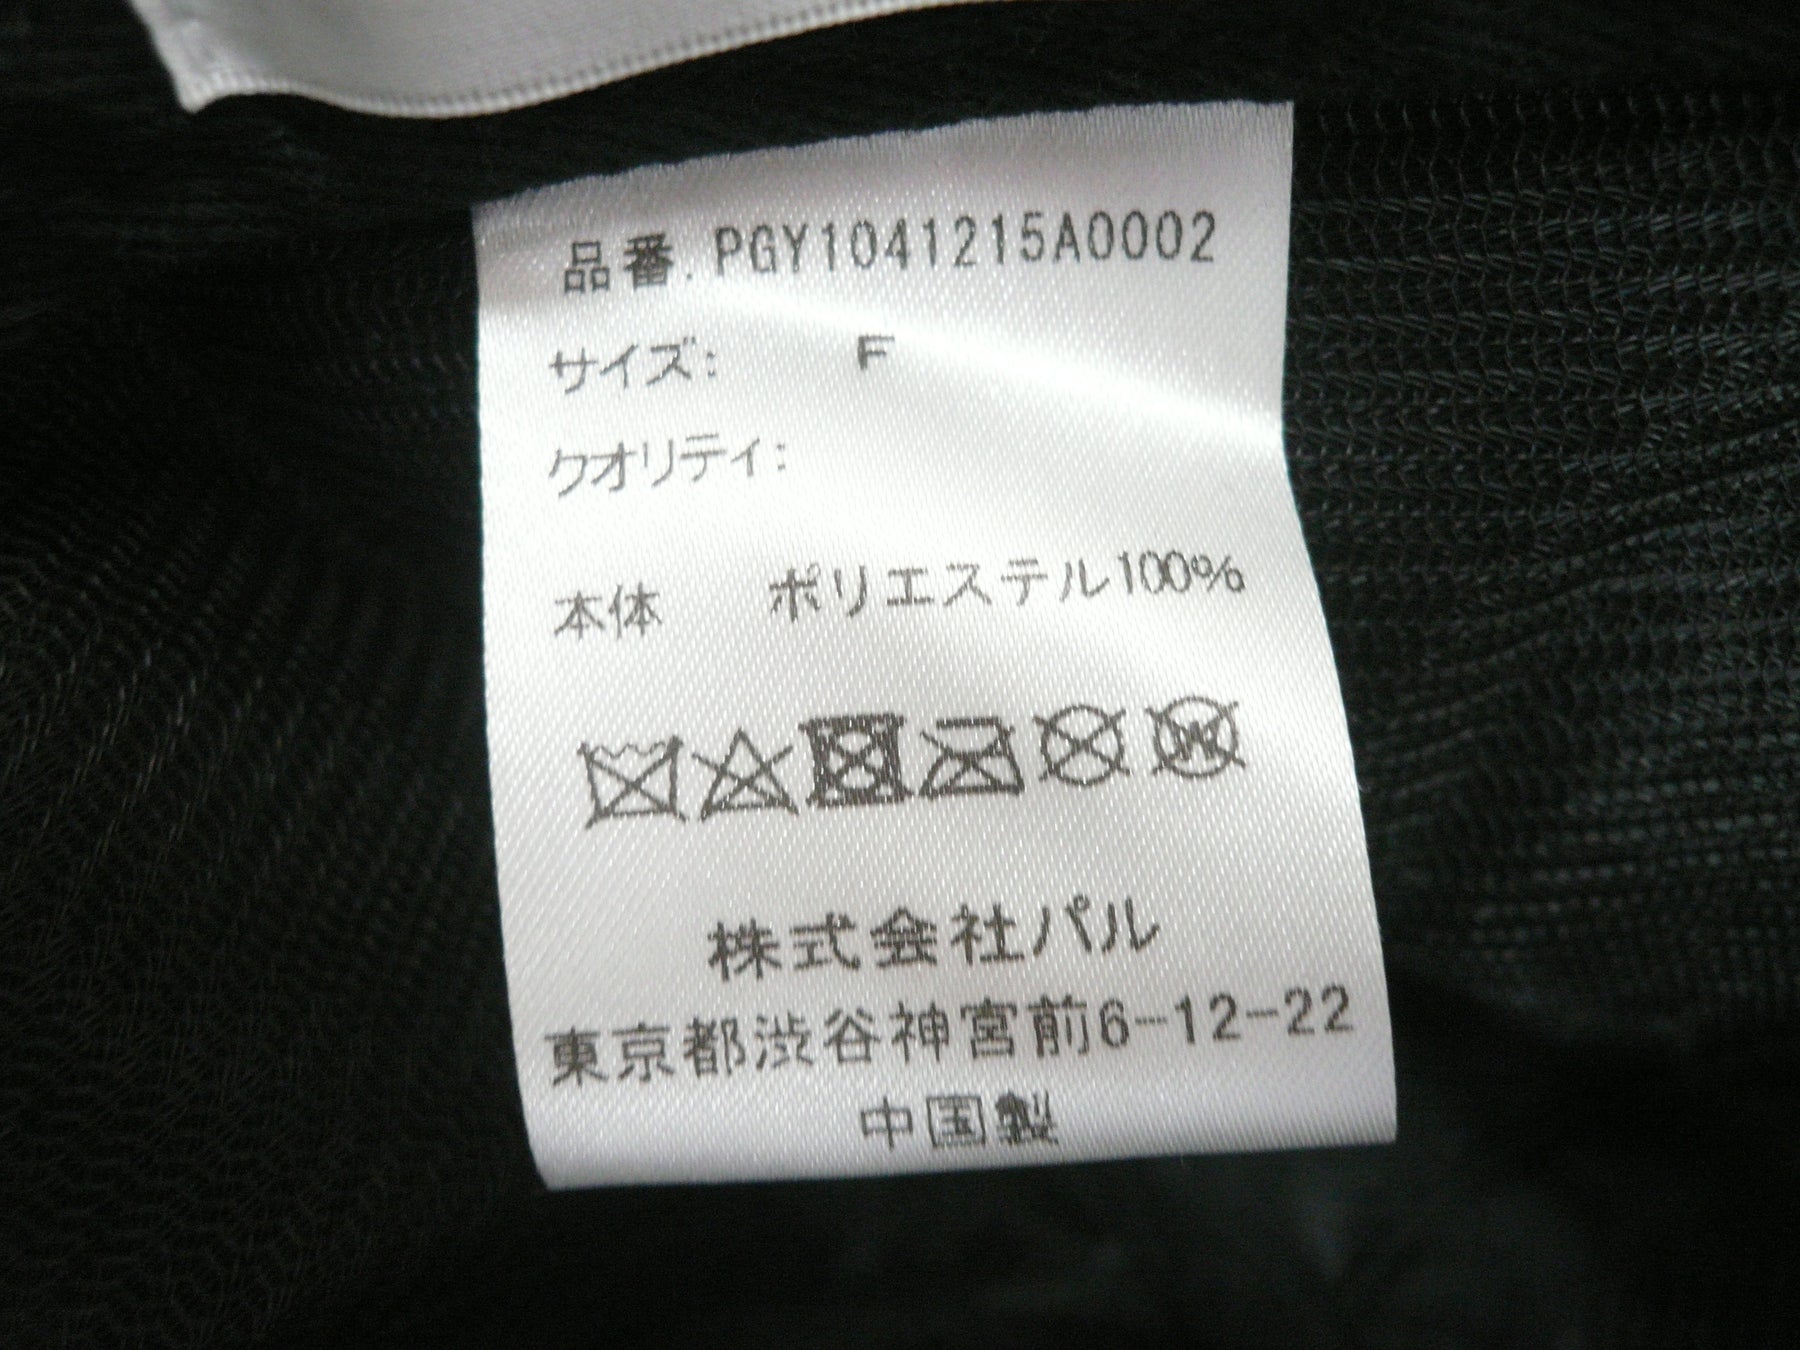 品番. PGY1041215A0002
サイズ: F
クオリティ:
本体 ポリエステル100%
W
株式会社パル
東京都渋谷神宮前6-12-22
中国製